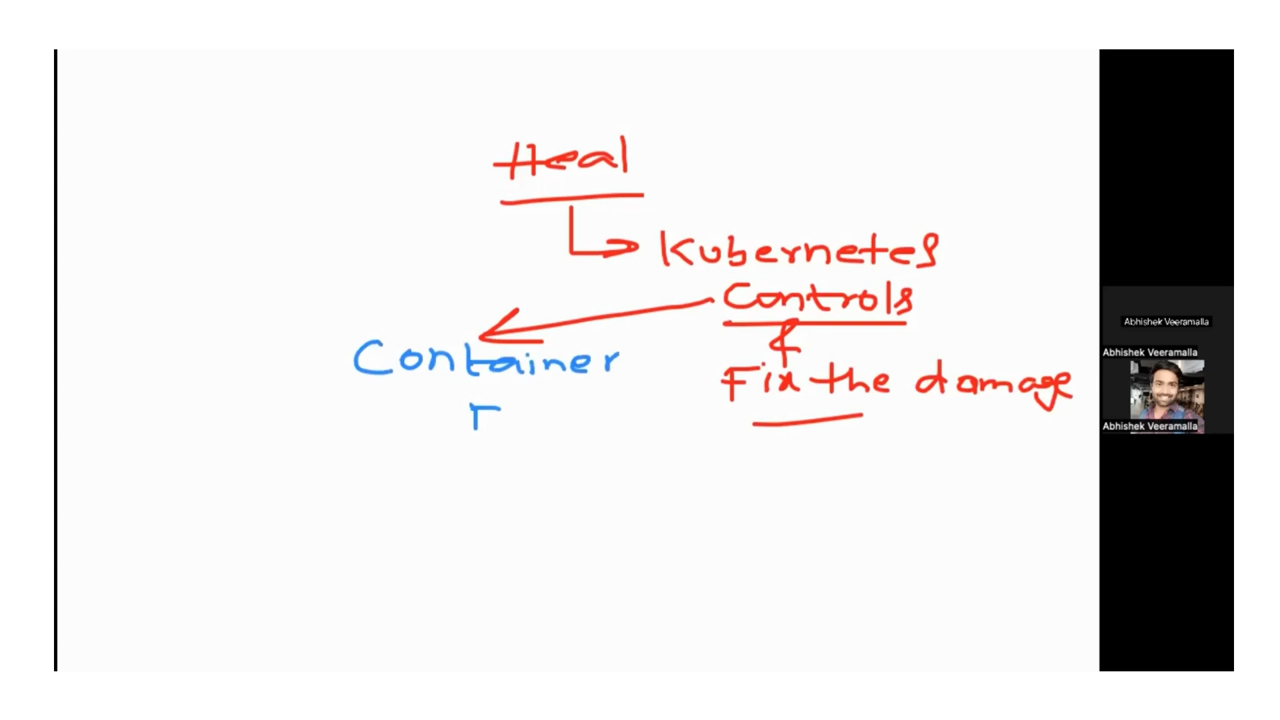 Heal
Kubernetes
Controls
&
Container
Fix the damage
r
Abhishek Veeramalla
Abhishek Veeramalla
Abhishek Veeramalla